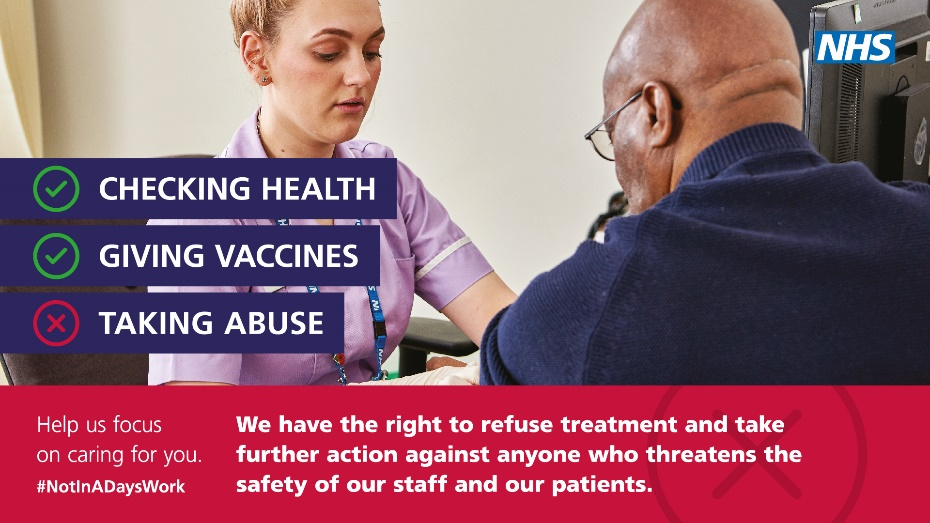 NHS
CHECKING HEALTH
GIVING VACCINES
TAKING ABUSE
Help us focus
on caring for you.
#NotInADaysWork
We have the right to refuse treatment and take
further action against anyone who threatens the
safety of our staff and our patients.